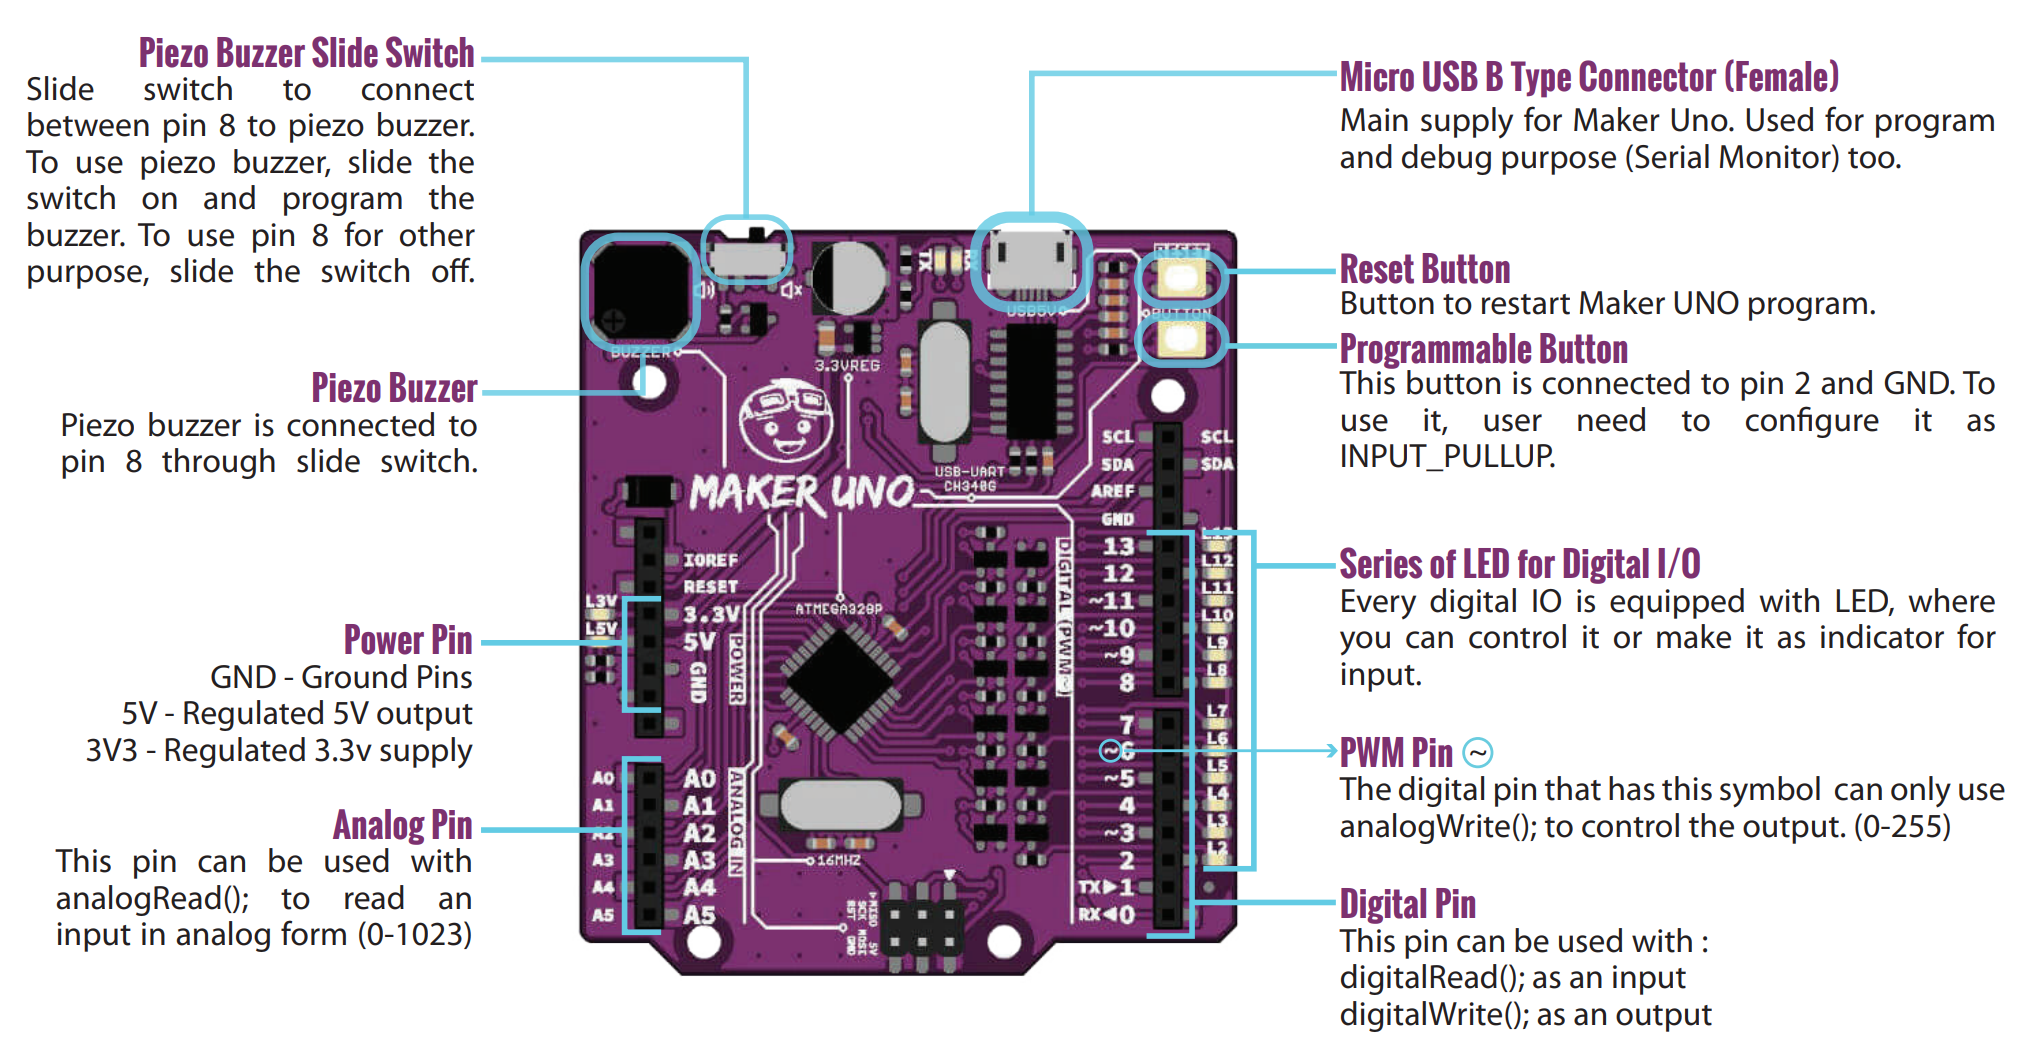 Piezo Buzzer Slide Switch
Slide switch to connect
between pin 8 to piezo buzzer.
To use piezo buzzer, slide the
switch on and program the
buzzer. To use pin 8 for other
purpose, slide the switch off.
Piezo Buzzer
Piezo buzzer is connected to
pin 8 through slide switch.
Power Pin
GND - Ground Pins
5V - Regulated 5V output
3V3 - Regulated 3.3v supply
Analog Pin
This pin can be used with
analogRead(); to read an
input in analog form (0-1023)
Micro USB B Type Connector (Female)
Main supply for Maker Uno. Used for program
and debug purpose (Serial Monitor) too.
Reset Button
Button to restart Maker UNO program.
Programmable Button
This button is connected to pin 2 and GND. To
use it, user need to configure it as
INPUT_PULLUP.
Series of LED for Digital I/O
Every digital IO is equipped with LED, where
you can control it or make it as indicator for
input.
PWM Pin ~
The digital pin that has this symbol can only use
analogWrite(); to control the output. (0-255)
Digital Pin
This pin can be used with :
digitalRead(); as an input
digitalWrite(); as an output
TX
RX
RESET
USB5V
BUTTON
BUZZER
3.3VREG
USB-UART
CH340G
MAKER UNO
SCL SCL
SDA SDA
AREF
GND
IOREF
RESET
3.3V
5V
GND
POWER
L3V
L5V
ATMEGA328P
DIGITAL (PWM~)
13 L13
12 L12
~11 L11
~10 L10
~9 L9
8 L8
7 L7
~6 L6
~5 L5
4 L4
~3 L3
2 L2
TX▶1
RX◀0
A0 A0
A1 A1
A2 A2
A3 A3
A4 A4
A5 A5
ANALOG IN
16MHZ
MISO 5V
SCK MOSI
RST GND